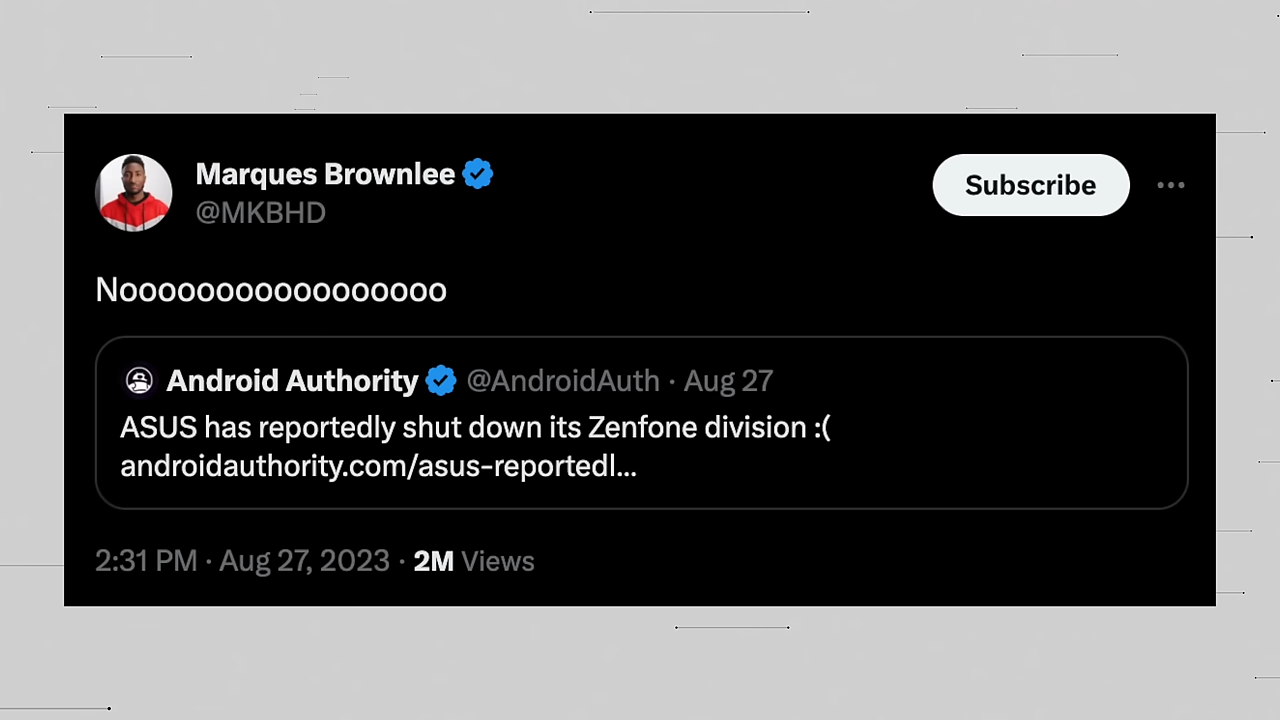 Marques Brownlee
@MKBHD
Subscribe
Nooooooooooooooooo
Android Authority @AndroidAuth · Aug 27
ASUS has reportedly shut down its Zenfone division :(
androidauthority.com/asus-reportedl...
2:31 PM · Aug 27, 2023 · 2M Views